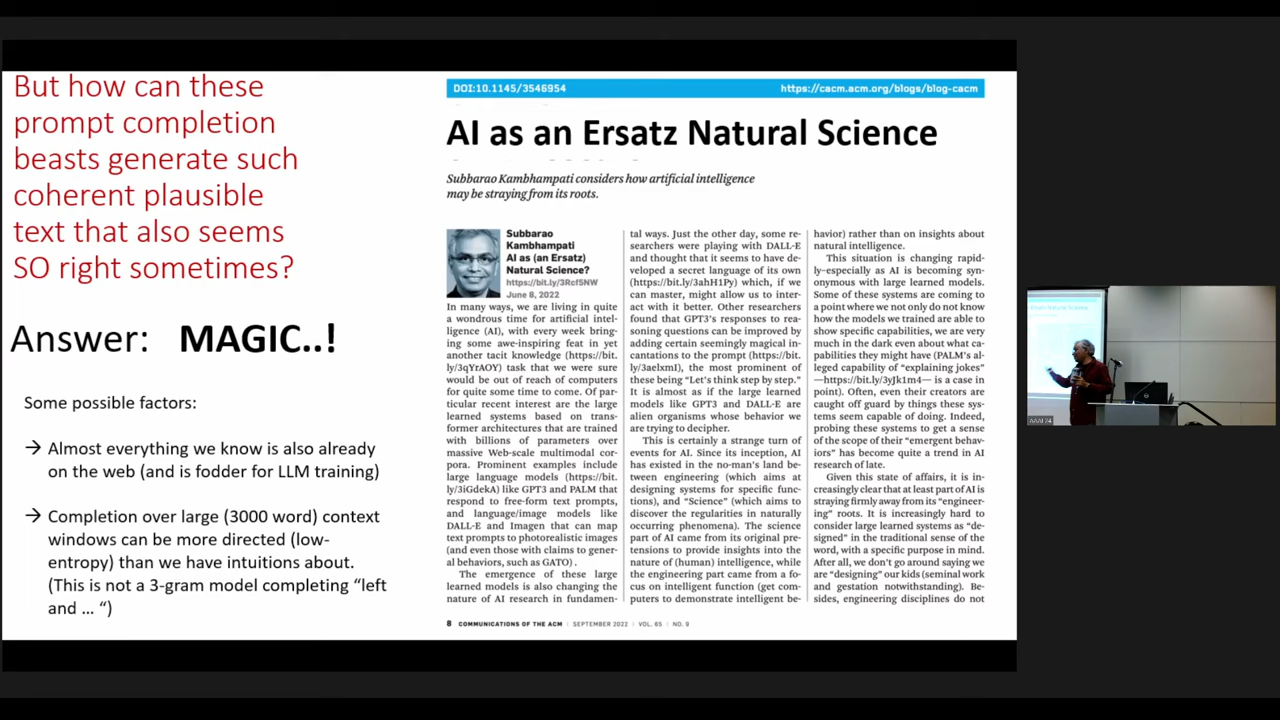 But how can these
prompt completion
beasts generate such
coherent plausible
text that also seems
SO right sometimes?
Answer: MAGIC..!
Some possible factors:
→ Almost everything we know is also already
on the web (and is fodder for LLM training)
→ Completion over large (3000 word) context
windows can be more directed (low-
entropy) than we have intuitions about.
(This is not a 3-gram model completing “left
and ... “)
DOI:10.1145/3546954 https://cacm.acm.org/blogs/blog-cacm
AI as an Ersatz Natural Science
Subbarao Kambhampati considers how artificial intelligence
may be straying from its roots.
Subbarao
Kambhampati
AI as (an Ersatz)
Natural Science?
https://bit.ly/3Rcf5NW
June 8, 2022
In many ways, we are living in quite
a wondrous time for artificial intel-
ligence (AI), with every week bring-
ing some awe-inspiring feat in yet
another tacit knowledge (https://bit.
ly/3qYrAOY) task that we were sure
would be out of reach of computers
for quite some time to come. Of par-
ticular recent interest are the large
learned systems based on trans-
former architectures that are trained
with billions of parameters over
massive Web-scale multimodal cor-
pora. Prominent examples include
large language models (https://bit.
ly/3iGdekA) like GPT3 and PALM that
respond to free-form text prompts,
and language/image models like
DALL-E and Imagen that can map
text prompts to photorealistic images
(and even those with claims to gener-
al behaviors, such as GATO).
The emergence of these large
learned models is also changing the
nature of AI research in fundamen-
tal ways. Just the other day, some re-
searchers were playing with DALL-E
and thought that it seems to have de-
veloped a secret language of its own
(https://bit.ly/3ahH1Py) which, if we
can master, might allow us to inter-
act with it better. Other researchers
found that GPT3’s responses to rea-
soning questions can be improved by
adding certain seemingly magical in-
cantations to the prompt (https://bit.
ly/3aelxmI), the most prominent of
these being “Let’s think step by step.”
It is almost as if the large learned
models like GPT3 and DALL-E are
alien organisms whose behavior we
are trying to decipher.
This is certainly a strange turn of
events for AI. Since its inception, AI
has existed in the no-man’s land be-
tween engineering (which aims at
designing systems for specific func-
tions), and “Science” (which aims to
discover the regularities in naturally
occurring phenomena). The science
part of AI came from its original pre-
tensions to provide insights into the
nature of (human) intelligence, while
the engineering part came from a fo-
cus on intelligent function (get com-
puters to demonstrate intelligent be-
havior) rather than on insights about
natural intelligence.
This situation is changing rapid-
ly–especially as AI is becoming syn-
onymous with large learned models.
Some of these systems are coming to
a point where we not only do not know
how the models we trained are able to
show specific capabilities, we are very
much in the dark even about what ca-
pabilities they might have (PALM’s al-
leged capability of “explaining jokes”
—https://bit.ly/3yJk1m4— is a case in
point). Often, even their creators are
caught off guard by things these sys-
tems seem capable of doing. Indeed,
probing these systems to get a sense
of the scope of their “emergent behav-
iors” has become quite a trend in AI
research of late.
Given this state of affairs, it is in-
creasingly clear that at least part of AI is
straying firmly away from its “engineer-
ing” roots. It is increasingly hard to
consider large learned systems as “de-
signed” in the traditional sense of the
word, with a specific purpose in mind.
After all, we don’t go around saying we
are “designing” our kids (seminal work
and gestation notwithstanding). Be-
sides, engineering disciplines do not
8 COMMUNICATIONS OF THE ACM | SEPTEMBER 2022 | VOL. 65 | NO. 9
AAAI 24